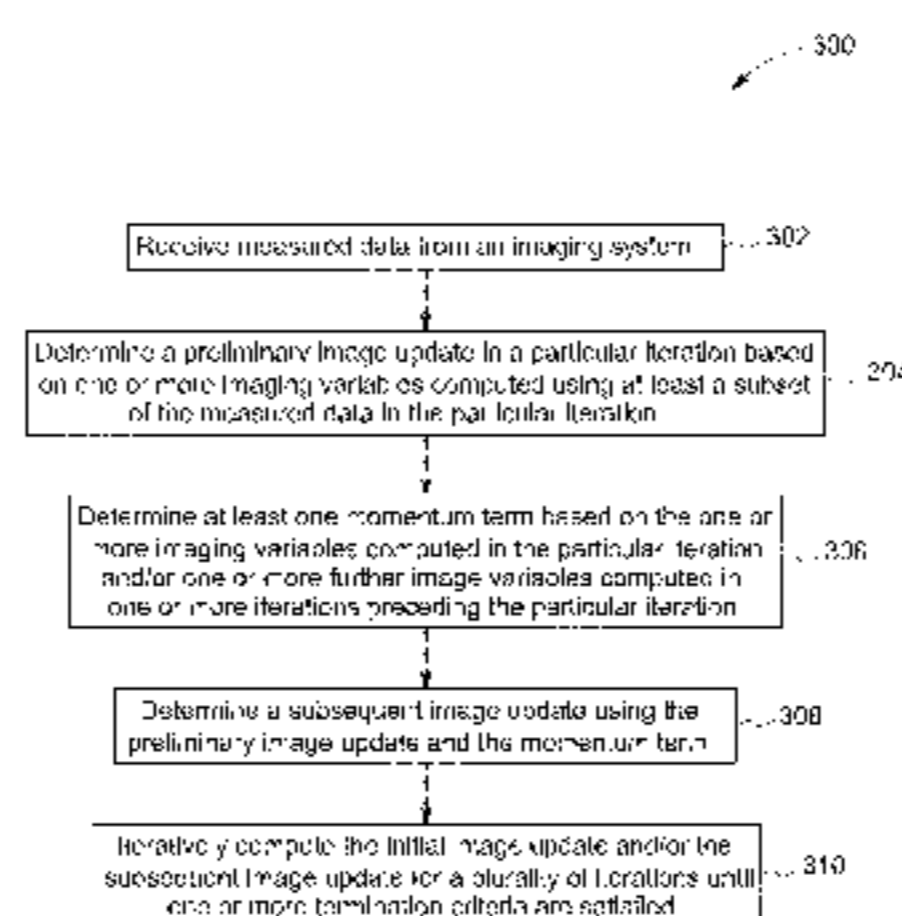 300
Receive measured data from an imaging system
302
Determine a preliminary image update in a particular iteration based
on one or more imaging variables computed using at least a subset
of the measured data in the particular iteration
Determine at least one momentum term based on the one or
more imaging variables computed in the particular iteration
and/or one or more further image variables computed in
one or more iterations preceding the particular iteration
306
Determine a subsequent image update using the
preliminary image update and the momentum term
308
Iteratively compute the initial image update and/or the
subsequent image update for a plurality of iterations until
one or more termination criteria are satisfied
310